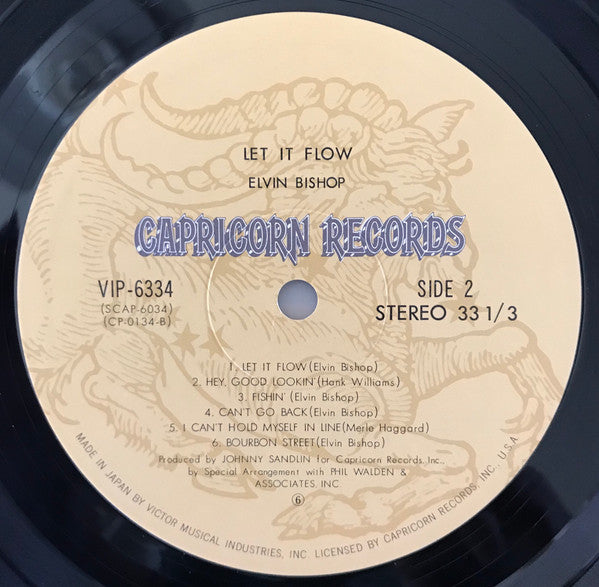 LET IT FLOW
ELVIN BISHOP
CAPRICORN RECORDS
VIP-6334
(SCAP-6034)
(CP-0134-B)
SIDE 2
STEREO 33 1/3
1. LET IT FLOW (Elvin Bishop)
2. HEY, GOOD LOOKIN' (Hank Williams)
3. FISHIN' (Elvin Bishop)
4. CAN'T GO BACK (Elvin Bishop)
5. I CAN'T HOLD MYSELF IN LINE (Merle Haggard)
6. BOURBON STREET (Elvin Bishop)
Produced by JOHNNY SANDLIN for Capricorn Records, Inc.,
by Special Arrangement with PHIL WALDEN &
ASSOCIATES, INC.
⑥
MADE IN JAPAN BY VICTOR MUSICAL INDUSTRIES, INC. LICENSED BY CAPRICORN RECORDS, INC., U.S.A.